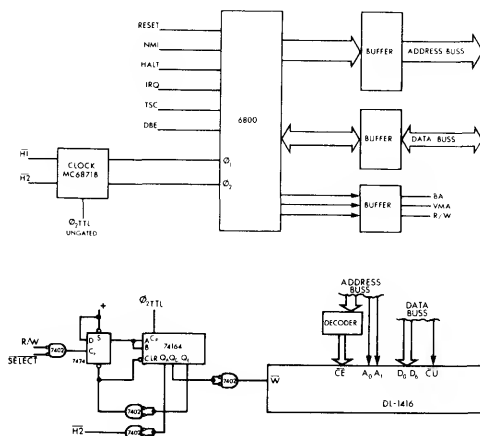 RESET
NMI
HALT
IRQ
TSC
DBE
6800
BUFFER
ADDRESS BUSS
BUFFER
DATA BUSS
BUFFER
BA
VMA
R/W
H1
H2
CLOCK
MC6871B
Ø1
Ø2
Ø2TTL
UNGATED
ADDRESS
BUSS
DATA
BUSS
DECODER
CE A0 A1 D0 D6 CU
W
DL-1416
+
D S
C
7474
R/W
SELECT
7402
Ø2TTL
A
B
74164
CLR
7402
7402
H2
7402